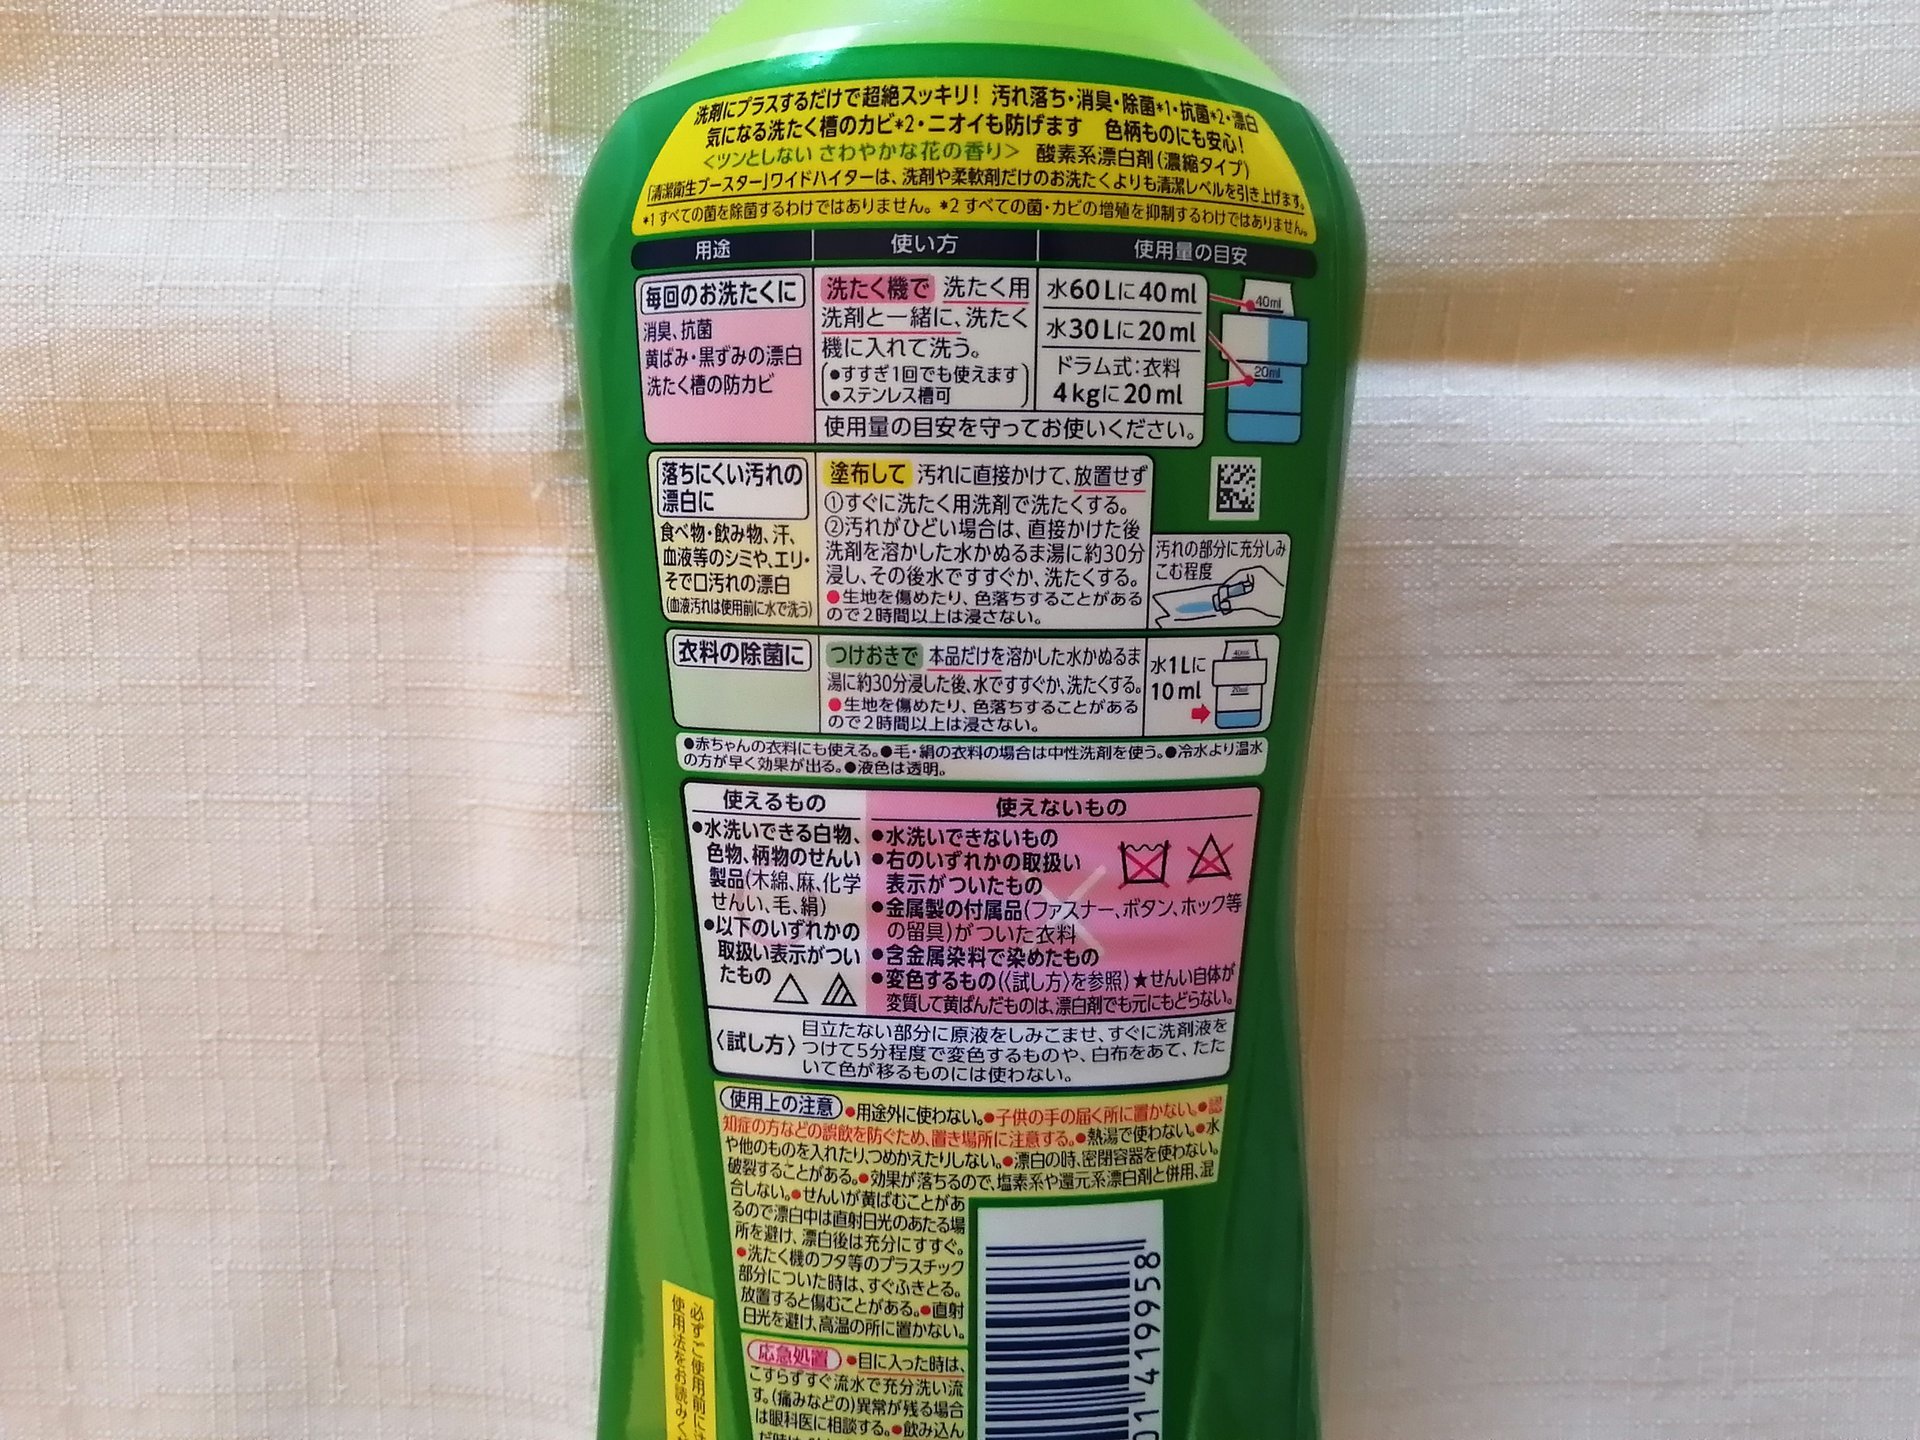 洗剤にプラスするだけで超絶スッキリ! 汚れ落ち・消臭・除菌*1・抗菌*2・漂白
気になる洗たく槽のカビ*2・ニオイも防げます 色柄ものにも安心!
<ツンとしない さわやかな花の香り> 酸素系漂白剤(濃縮タイプ)
「清潔衛生ブースター」ワイドハイターは、洗剤や柔軟剤だけのお洗たくよりも清潔レベルを引き上げます。
*1 すべての菌を除菌するわけではありません。*2 すべての菌・カビの増殖を抑制するわけではありません。
用途 使い方 使用量の目安
毎回のお洗たくに
消臭、抗菌
黄ばみ・黒ずみの漂白
洗たく槽の防カビ
洗たく機で 洗たく用
洗剤と一緒に、洗たく
機に入れて洗う。
●すすぎ1回でも使えます
●ステンレス槽可
水60Lに40ml
水30Lに20ml
ドラム式:衣料
4kgに20ml
40ml
20ml
使用量の目安を守ってお使いください。
落ちにくい汚れの
漂白に
食べ物・飲み物、汗、
血液等のシミや、エリ・
そで口汚れの漂白
(血液汚れは使用前に水で洗う)
塗布して 汚れに直接かけて、放置せず
①すぐに洗たく用洗剤で洗たくする。
②汚れがひどい場合は、直接かけた後
洗剤を溶かした水かぬるま湯に約30分
浸し、その後水ですすぐか、洗たくする。
●生地を傷めたり、色落ちすることがある
ので2時間以上は浸さない。
汚れの部分に充分しみ
こむ程度
衣料の除菌に
つけおきで 本品だけを溶かした水かぬるま
湯に約30分浸した後、水ですすぐか、洗たくする。
●生地を傷めたり、色落ちすることがある
ので2時間以上は浸さない。
水1Lに
10ml
40ml
20ml
●赤ちゃんの衣料にも使える。●毛・絹の衣料の場合は中性洗剤を使う。●冷水より温水
の方が早く効果が出る。●液色は透明。
使えるもの
●水洗いできる白物、
色物、柄物のせんい
製品(木綿、麻、化学
せんい、毛、絹)
●以下のいずれかの
取扱い表示がつい
たもの
使えないもの
●水洗いできないもの
●右のいずれかの取扱い
表示がついたもの
●金属製の付属品(ファスナー、ボタン、ホック等
の留具)がついた衣料
●含金属染料で染めたもの
●変色するもの(〈試し方〉を参照)★せんい自体が
変質して黄ばんだものは、漂白剤でも元にもどらない。
〈試し方〉
目立たない部分に原液をしみこませ、すぐに洗剤液を
つけて5分程度で変色するものや、白布をあて、たた
いて色が移るものには使わない。
使用上の注意 ●用途外に使わない。●子供の手の届く所に置かない。●認
知症の方などの誤飲を防ぐため、置き場所に注意する。●熱湯で使わない。●水
や他のものを入れたり、つめかえたりしない。●漂白の時、密閉容器を使わない。
破裂することがある。●効果が落ちるので、塩素系や還元系漂白剤と併用、混
合しない。●せんいが黄ばむことがあ
るので漂白中は直射日光のあたる場
所を避け、漂白後は充分にすすぐ。
●洗たく機のフタ等のプラスチック
部分についた時は、すぐふきとる。
放置すると傷むことがある。●直射
日光を避け、高温の所に置かない。
応急処置 ●目に入った時は、
こすらずすぐ流水で充分洗い流
す。(痛みなどの)異常が残る場合
は眼科医に相談する。●飲み込ん
だ時は
必ずご使用前に
使用法をお読みく
01 419958